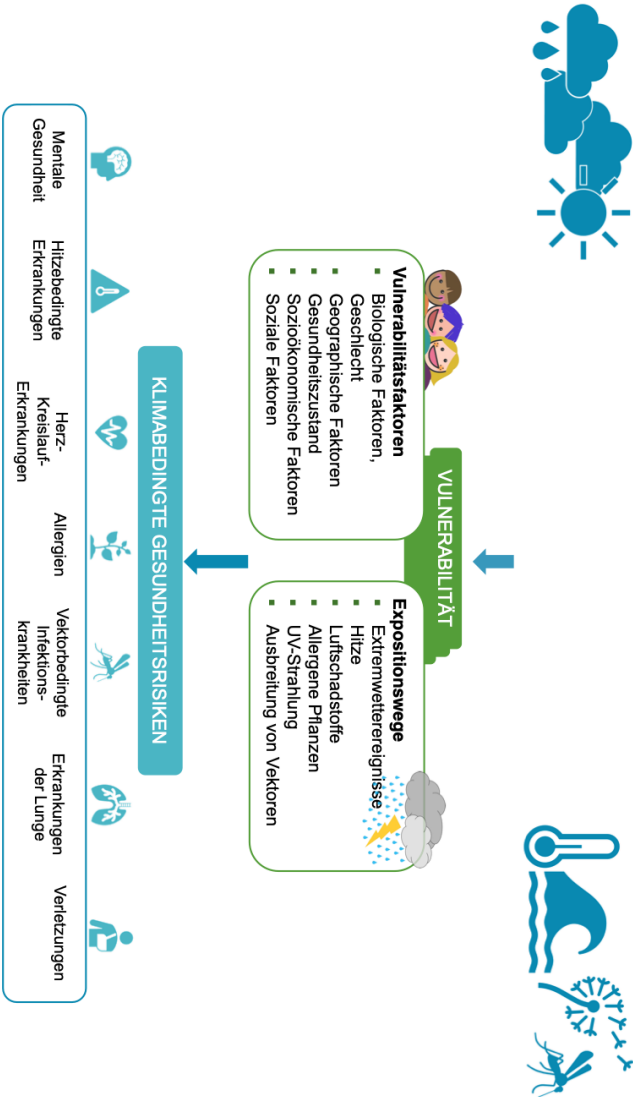 VULNERABILITÄT
Vulnerabilitätsfaktoren
▪ Biologische Faktoren,
Geschlecht
▪ Geographische Faktoren
▪ Gesundheitszustand
▪ Sozioökonomische Faktoren
▪ Soziale Faktoren
Expositionswege
▪ Extremwetterereignisse
▪ Hitze
▪ Luftschadstoffe
▪ Allergene Pflanzen
▪ UV-Strahlung
▪ Ausbreitung von Vektoren
KLIMABEDINGTE GESUNDHEITSRISIKEN
Mentale
Gesundheit
Hitzebedingte
Erkrankungen
Herz-
Kreislauf-
Erkrankungen
Allergien
Vektorbedingte
Infektions-
krankheiten
Erkrankungen
der Lunge
Verletzungen